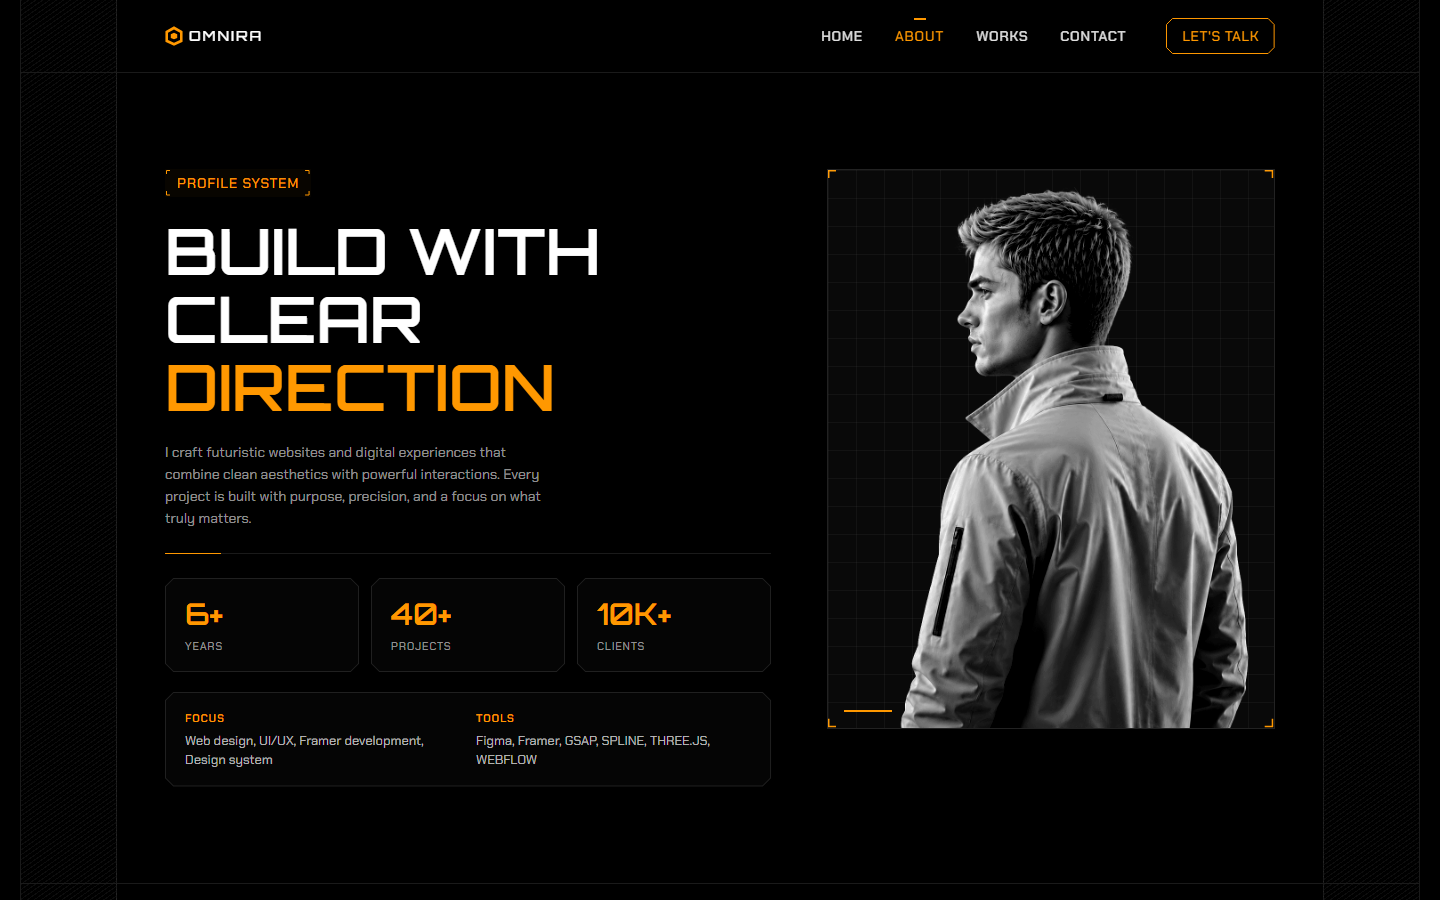 OMNIRA
HOME ABOUT WORKS CONTACT LET'S TALK
PROFILE SYSTEM
BUILD WITH
CLEAR
DIRECTION
I craft futuristic websites and digital experiences that
combine clean aesthetics with powerful interactions. Every
project is built with purpose, precision, and a focus on what
truly matters.
6+
YEARS
40+
PROJECTS
10K+
CLIENTS
FOCUS
Web design, UI/UX, Framer development,
Design system
TOOLS
Figma, Framer, GSAP, SPLINE, THREE.JS,
WEBFLOW